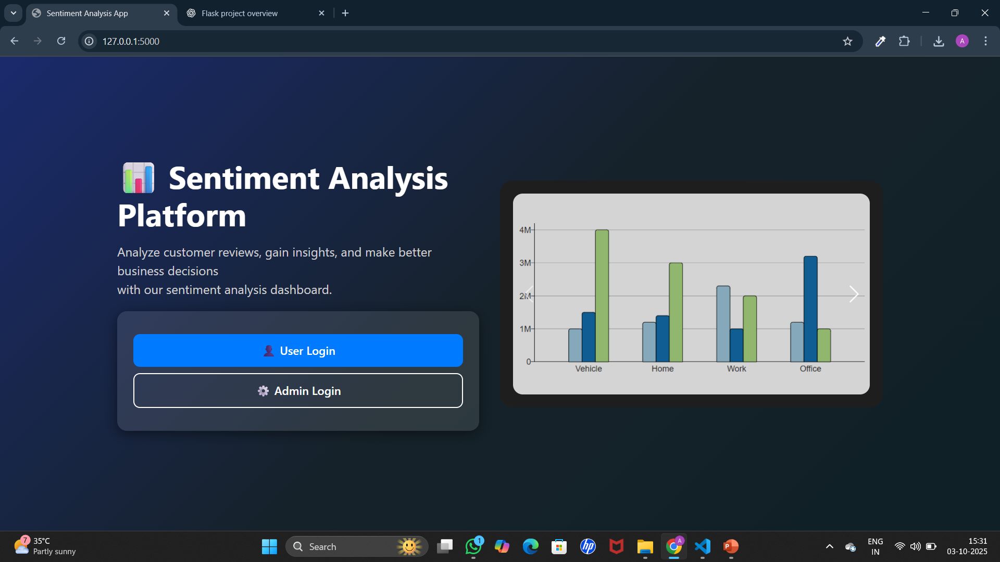 Sentiment Analysis App
Flask project overview
127.0.0.1:5000
A
Sentiment Analysis
Platform
Analyze customer reviews, gain insights, and make better
business decisions
with our sentiment analysis dashboard.
User Login
Admin Login
4M
3M
2M
1M
0
Vehicle Home Work Office
7
35°C
Partly sunny
Search
1
hp
A
P
ENG
IN
15:31
03-10-2025